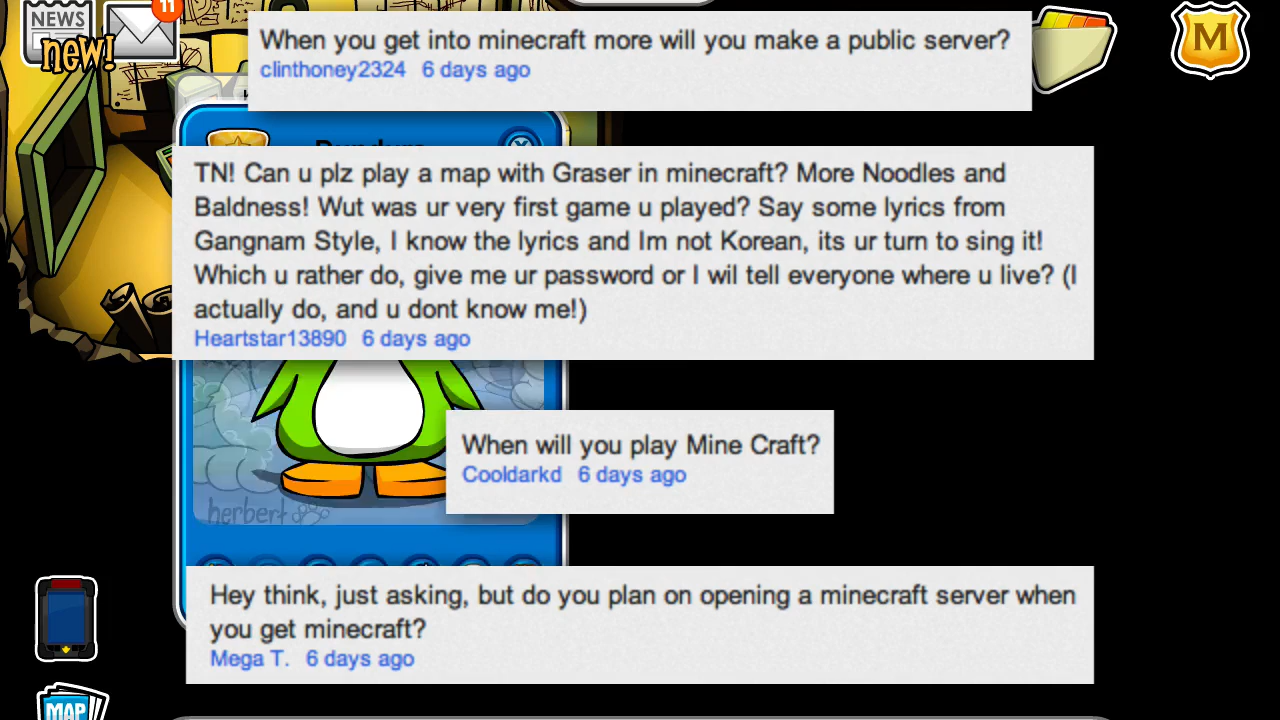 NEWS
new!
11
M
When you get into minecraft more will you make a public server?
clinthoney2324 6 days ago
TN! Can u plz play a map with Graser in minecraft? More Noodles and
Baldness! Wut was ur very first game u played? Say some lyrics from
Gangnam Style, I know the lyrics and Im not Korean, its ur turn to sing it!
Which u rather do, give me ur password or I wil tell everyone where u live? (I
actually do, and u dont know me!)
Heartstar13890 6 days ago
When will you play Mine Craft?
Cooldarkd 6 days ago
herbert
Hey think, just asking, but do you plan on opening a minecraft server when
you get minecraft?
Mega T. 6 days ago
MAP